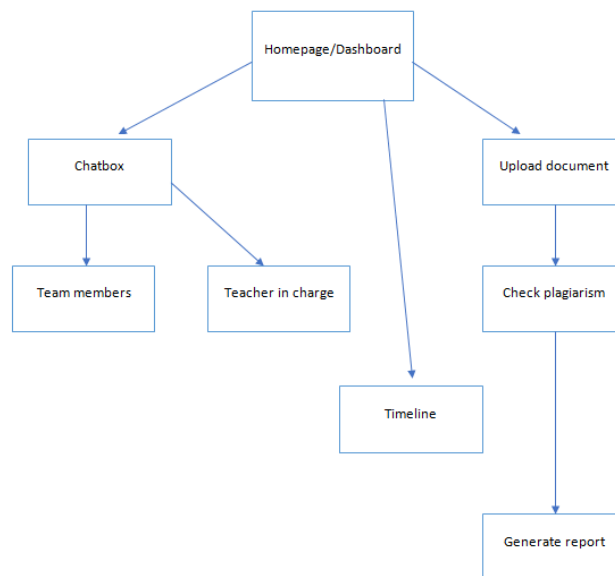 Homepage/Dashboard
Chatbox
Upload document
Team members
Teacher in charge
Check plagiarism
Timeline
Generate report